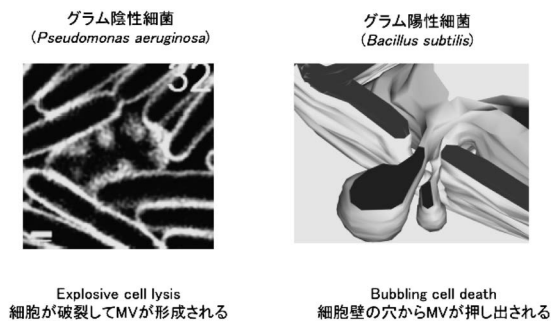 グラム陰性細菌
(Pseudomonas aeruginosa)
グラム陽性細菌
(Bacillus subtilis)
32
Explosive cell lysis
細胞が破裂してMVが形成される
Bubbling cell death
細胞壁の穴からMVが押し出される